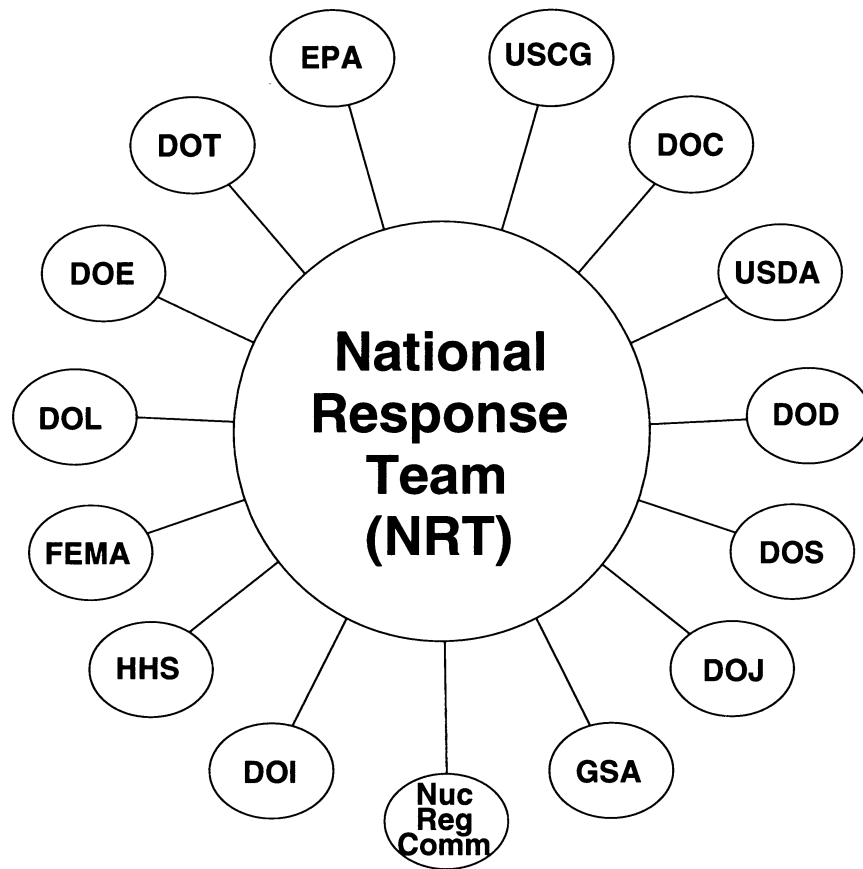 EPA
USCG
DOT
DOC
DOE
USDA
National
Response
Team
(NRT)
DOL
DOD
FEMA
DOS
HHS
DOJ
DOI
GSA
Nuc
Reg
Comm